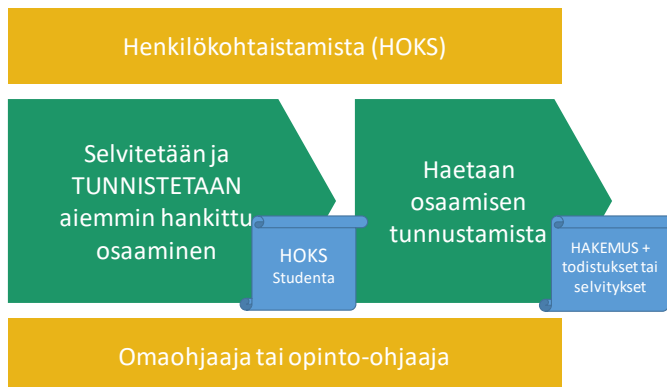 Henkilökohtaistamista (HOKS)
Selvitetään ja
TUNNISTETAAN
aiemmin hankittu
osaaminen
HOKS
Studenta
Haetaan
osaamisen
tunnustamista
HAKEMUS +
todistukset tai
selvitykset
Omaohjaaja tai opinto-ohjaaja